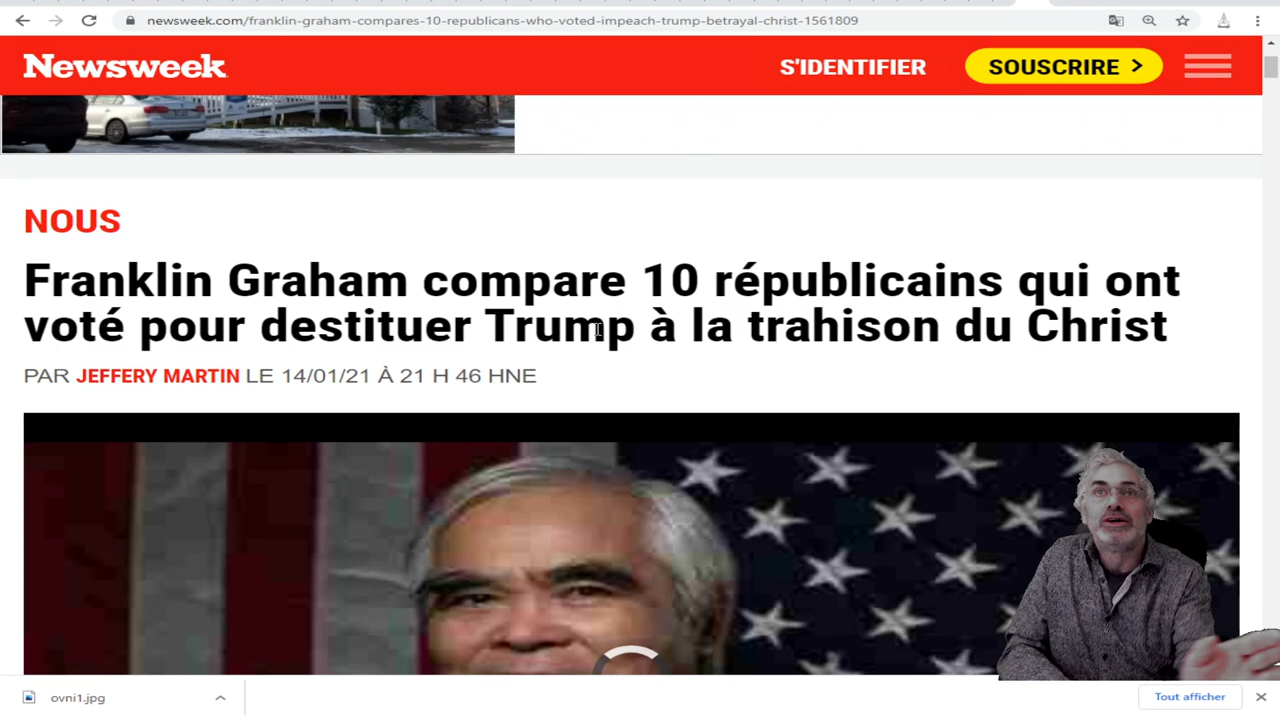 newsweek.com/franklin-graham-compares-10-republicans-who-voted-impeach-trump-betrayal-christ-1561809
Newsweek
S'IDENTIFIER
SOUSCRIRE >
NOUS
Franklin Graham compare 10 républicains qui ont
voté pour destituer Trump à la trahison du Christ
PAR JEFFERY MARTIN LE 14/01/21 À 21 H 46 HNE
ovni1.jpg
Tout afficher